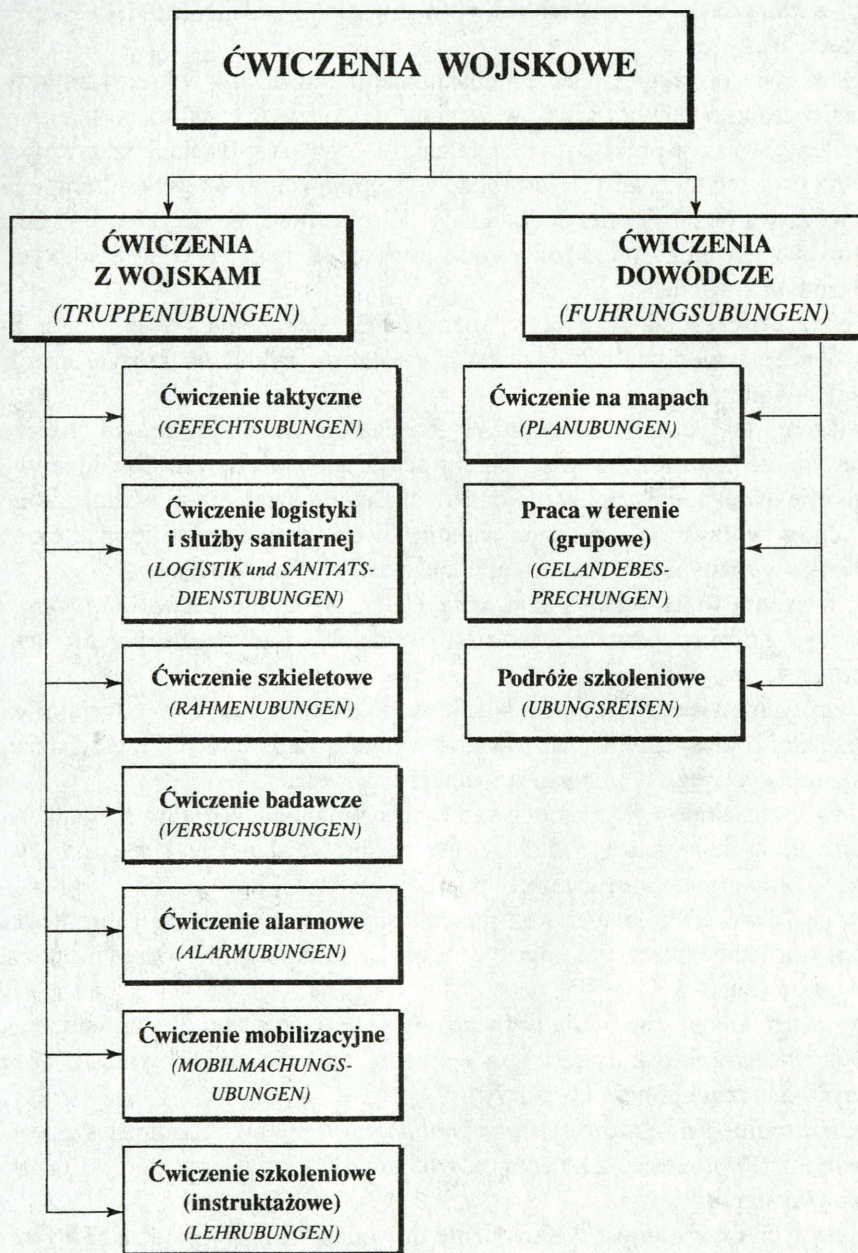 ĆWICZENIA WOJSKOWE
ĆWICZENIA
Z WOJSKAMI
(TRUPPENUBUNGEN)
ĆWICZENIA
DOWÓDCZE
(FUHRUNGSUBUNGEN)
Ćwiczenie taktyczne
(GEFECHTSUBUNGEN)
Ćwiczenie logistyki
i służby sanitarnej
(LOGISTIK und SANITATS-
DIENSTUBUNGEN)
Ćwiczenie szkieletowe
(RAHMENUBUNGEN)
Ćwiczenie badawcze
(VERSUCHSUBUNGEN)
Ćwiczenie alarmowe
(ALARMUBUNGEN)
Ćwiczenie mobilizacyjne
(MOBILMACHUNGS-
UBUNGEN)
Ćwiczenie szkoleniowe
(instruktażowe)
(LEHRUBUNGEN)
Ćwiczenie na mapach
(PLANUBUNGEN)
Praca w terenie
(grupowe)
(GELANDEBES-
PRECHUNGEN)
Podróże szkoleniowe
(UBUNGSREISEN)